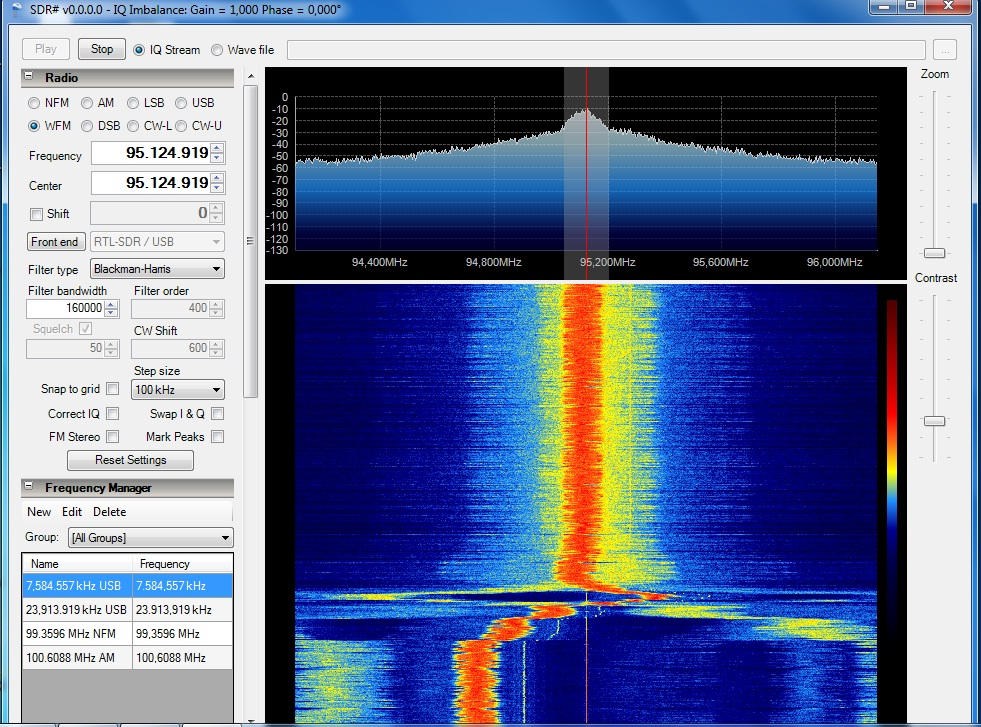 SDR# v0.0.0.0 - IQ Imbalance: Gain = 1,000 Phase = 0,000°
Play Stop IQ Stream Wave file ...
Radio
NFM AM LSB USB
WFM DSB CW-L CW-U
Frequency 95.124.919
Center 95.124.919
Shift 0
Front end RTL-SDR / USB
Filter type Blackman-Harris
Filter bandwidth Filter order
160000 400
Squelch CW Shift
50 600
Step size
Snap to grid 100 kHz
Correct IQ Swap I & Q
FM Stereo Mark Peaks
Reset Settings
Frequency Manager
New Edit Delete
Group: [All Groups]
Name Frequency
7,584.557 kHz USB 7.584,557 kHz
23,913.919 kHz USB 23.913,919 kHz
99.3596 MHz NFM 99,3596 MHz
100.6088 MHz AM 100,6088 MHz
0
-10
-20
-30
-40
-50
-60
-70
-80
-90
-100
-110
-120
-130
94,400MHz 94,800MHz 95,200MHz 95,600MHz 96,000MHz
Zoom
Contrast